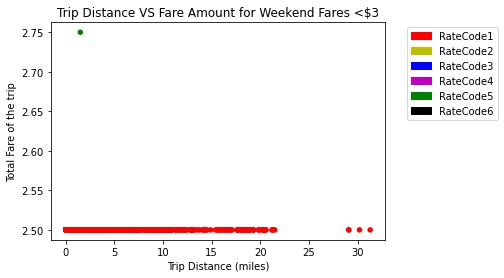 Trip Distance VS Fare Amount for Weekend Fares <$3
2.75
2.70
2.65
2.60
2.55
2.50
Total Fare of the trip
0 5 10 15 20 25 30
Trip Distance (miles)
RateCode1
RateCode2
RateCode3
RateCode4
RateCode5
RateCode6